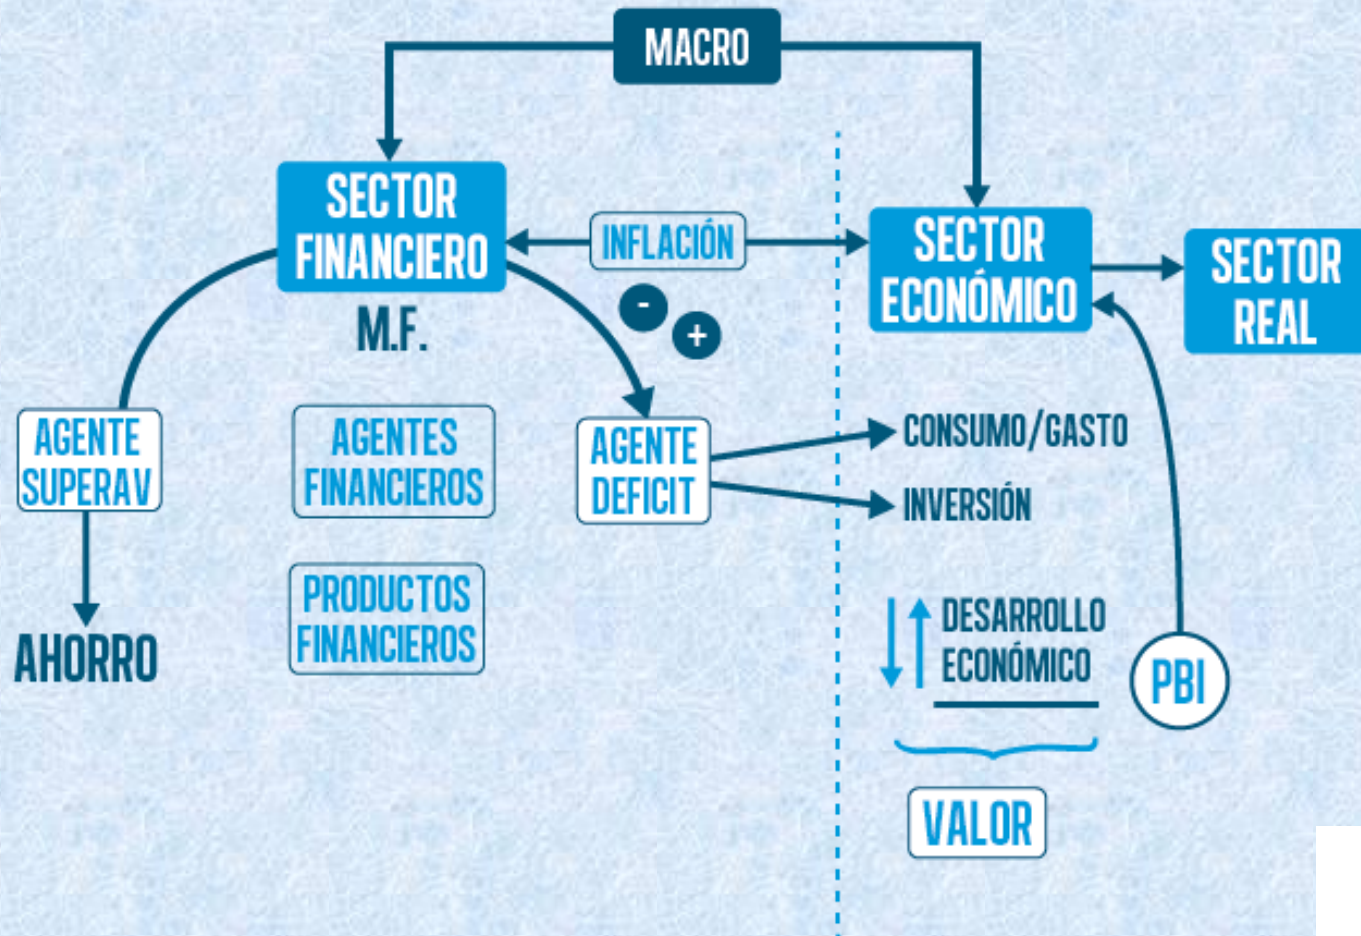 MACRO
SECTOR
FINANCIERO
M.F.
INFLACIÓN
-
+
SECTOR
ECONÓMICO
SECTOR
REAL
AGENTE
SUPERAV
AHORRO
AGENTES
FINANCIEROS
PRODUCTOS
FINANCIEROS
AGENTE
DEFICIT
CONSUMO/GASTO
INVERSIÓN
DESARROLLO
ECONÓMICO
PBI
VALOR